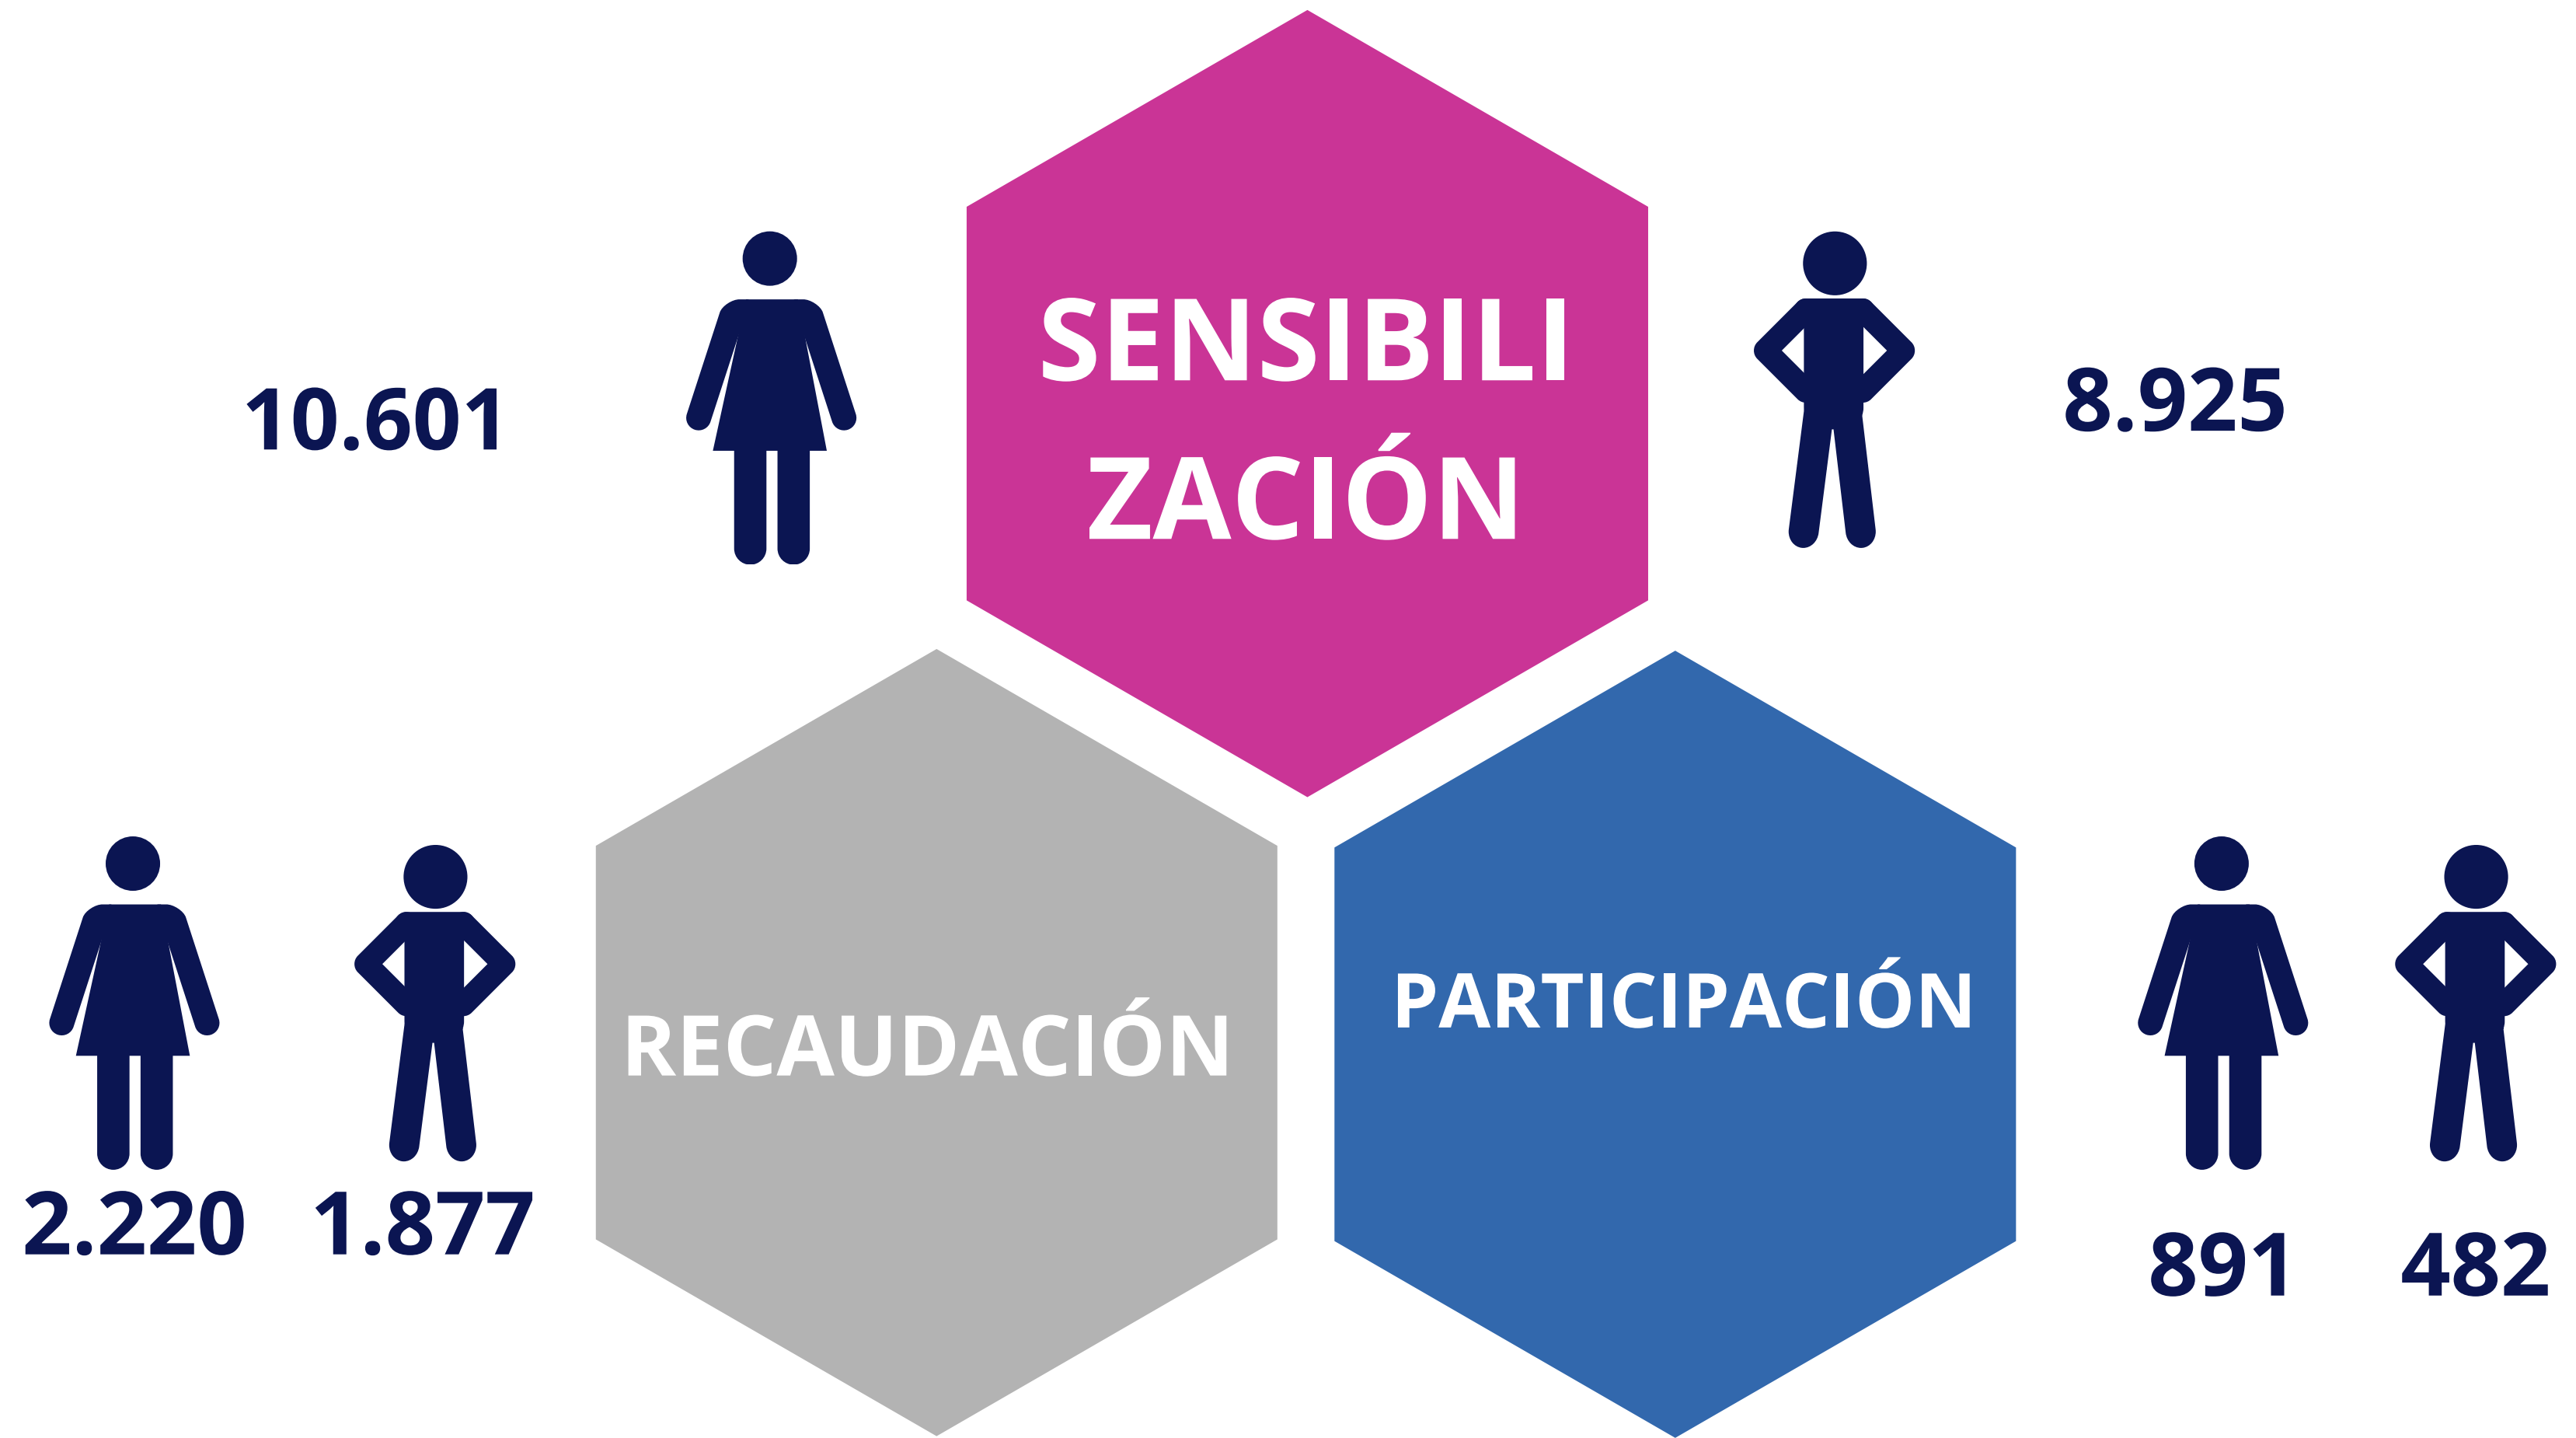 SENSIBILI
ZACIÓN
10.601
8.925
RECAUDACIÓN
2.220
1.877
PARTICIPACIÓN
891
482